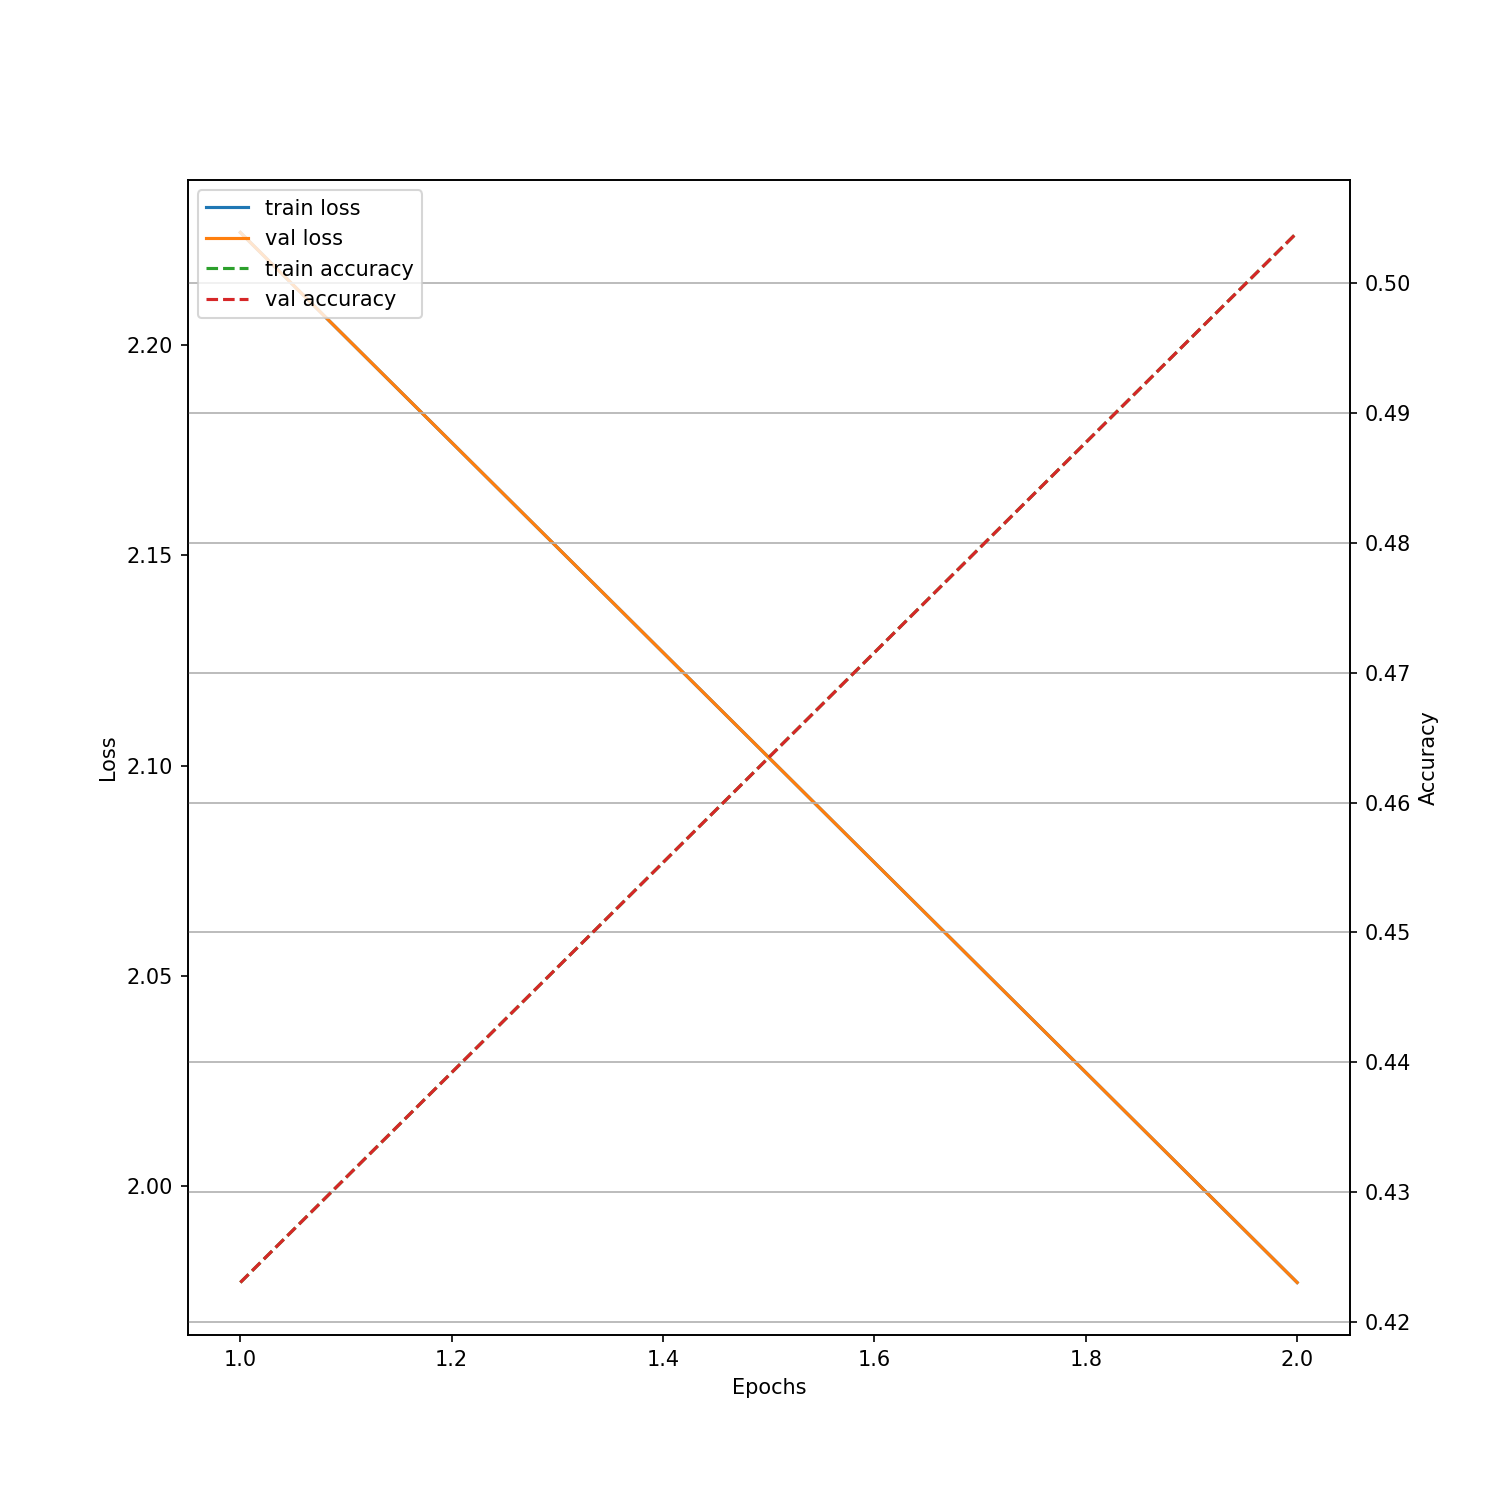 train loss
val loss
train accuracy
val accuracy
2.20
2.15
2.10
2.05
2.00
Loss
0.50
0.49
0.48
0.47
0.46
0.45
0.44
0.43
0.42
Accuracy
1.0 1.2 1.4 1.6 1.8 2.0
Epochs